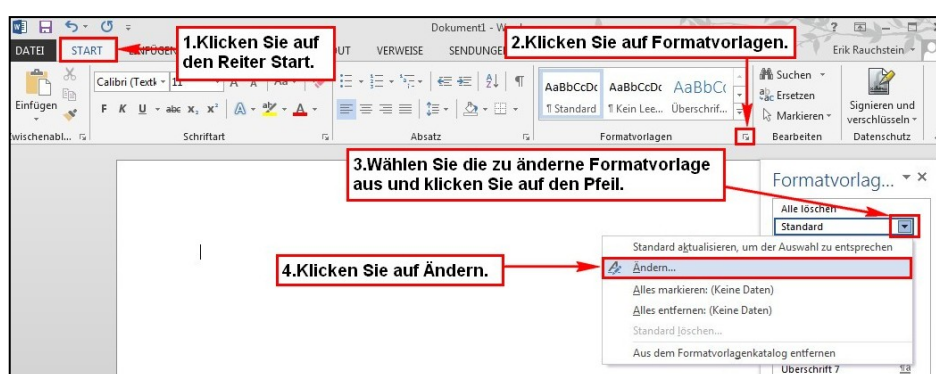 Dokument1 - W
DATEI START EINFÜGEN VERWEISE SENDUNGE
1.Klicken Sie auf
den Reiter Start.
2.Klicken Sie auf Formatvorlagen.
Erik Rauchstein
Einfügen
Calibri (Textk 11
F K U abc x₂ x² A A
AaBbCcDc AaBbCcDc AaBbCc
¶ Standard ¶ Kein Lee... Überschrif...
Suchen
Ersetzen
Markieren
Signieren und
verschlüsseln
wischenabl... Schriftart Absatz Formatvorlagen Bearbeiten Datenschutz
3.Wählen Sie die zu änderne Formatvorlage
aus und klicken Sie auf den Pfeil.
Formatvorlag...
Alle löschen
Standard
Standard aktualisieren, um der Auswahl zu entsprechen
4.Klicken Sie auf Ändern.
Ändern...
Alles markieren: (Keine Daten)
Alles entfernen: (Keine Daten)
Standard löschen...
Aus dem Formatvorlagenkatalog entfernen
Überschrift 7 ¶a